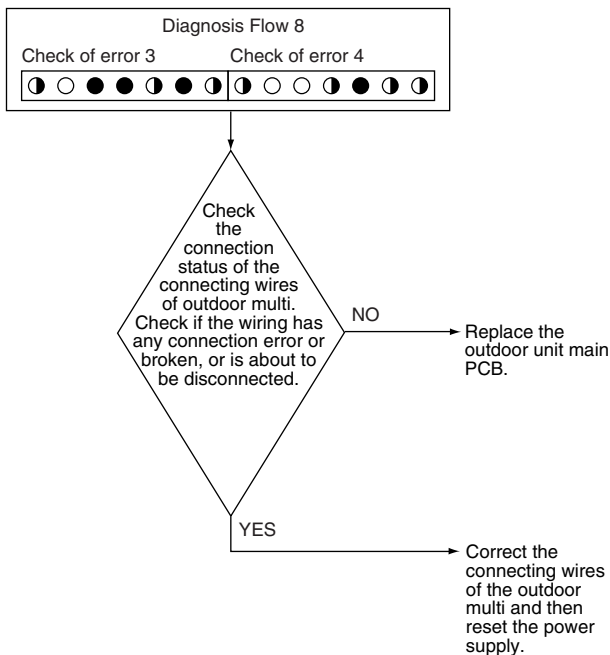 Diagnosis Flow 8
Check of error 3
Check of error 4
Check
the
connection
status of the
connecting wires
of outdoor multi.
Check if the wiring has
any connection error or
broken, or is about to
be disconnected.
NO
Replace the
outdoor unit main
PCB.
YES
Correct the
connecting wires
of the outdoor
multi and then
reset the power
supply.